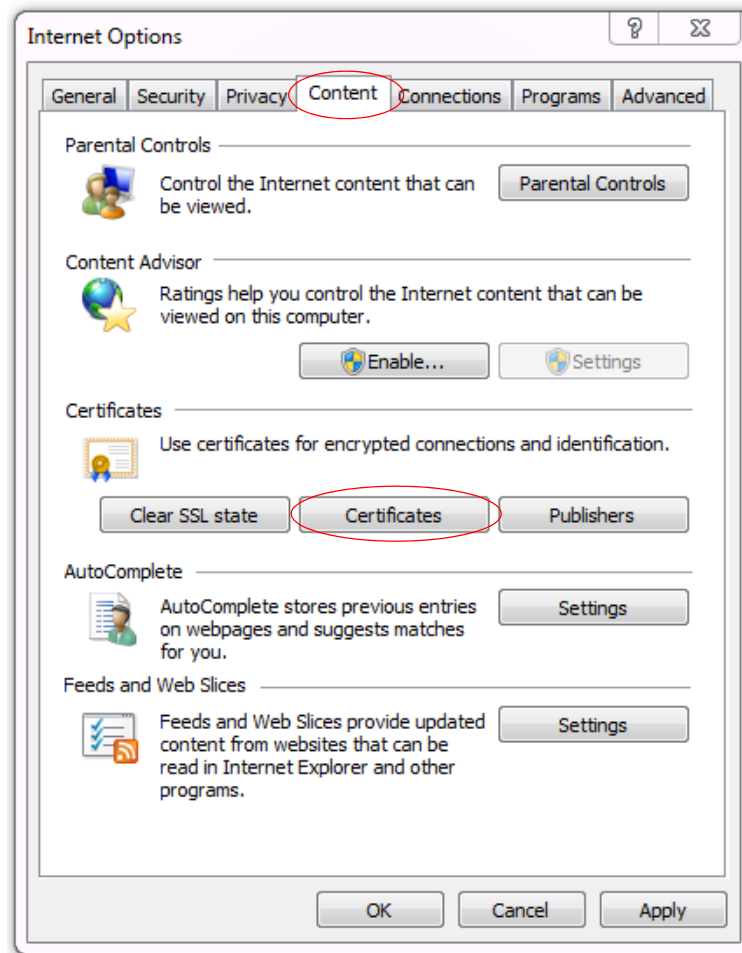 Internet Options
General Security Privacy Content Connections Programs Advanced
Parental Controls
Control the Internet content that can
be viewed.
Parental Controls
Content Advisor
Ratings help you control the Internet content that can be
viewed on this computer.
Enable...
Settings
Certificates
Use certificates for encrypted connections and identification.
Clear SSL state
Certificates
Publishers
AutoComplete
AutoComplete stores previous entries
on webpages and suggests matches
for you.
Settings
Feeds and Web Slices
Feeds and Web Slices provide updated
content from websites that can be
read in Internet Explorer and other
programs.
Settings
OK
Cancel
Apply